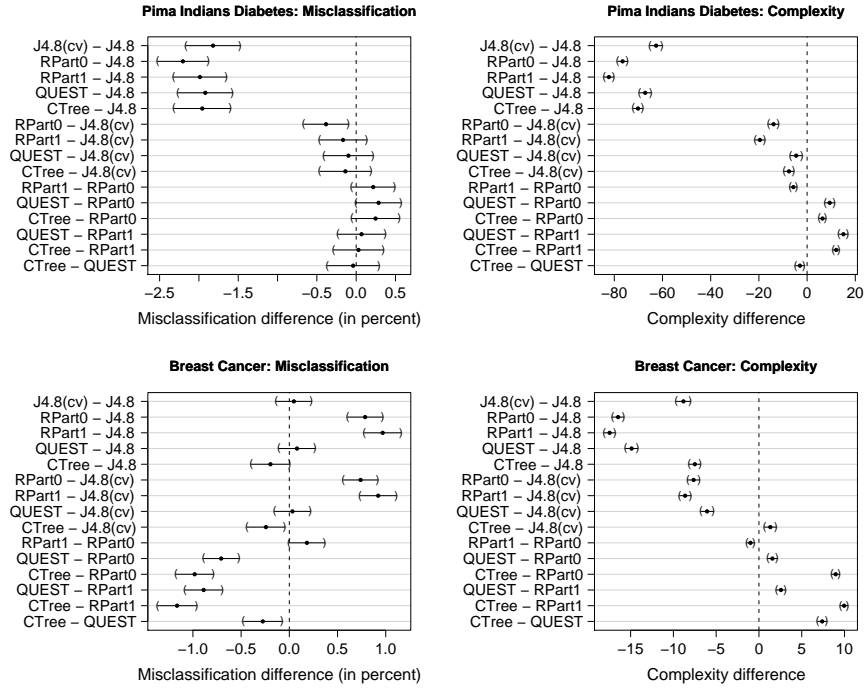 Pima Indians Diabetes: Misclassification
J4.8(cv) − J4.8
RPart0 − J4.8
RPart1 − J4.8
QUEST − J4.8
CTree − J4.8
RPart0 − J4.8(cv)
RPart1 − J4.8(cv)
QUEST − J4.8(cv)
CTree − J4.8(cv)
RPart1 − RPart0
QUEST − RPart0
CTree − RPart0
QUEST − RPart1
CTree − RPart1
CTree − QUEST
−2.5 −1.5 −0.5 0.0 0.5
Misclassification difference (in percent)
Pima Indians Diabetes: Complexity
J4.8(cv) − J4.8
RPart0 − J4.8
RPart1 − J4.8
QUEST − J4.8
CTree − J4.8
RPart0 − J4.8(cv)
RPart1 − J4.8(cv)
QUEST − J4.8(cv)
CTree − J4.8(cv)
RPart1 − RPart0
QUEST − RPart0
CTree − RPart0
QUEST − RPart1
CTree − RPart1
CTree − QUEST
−80 −60 −40 −20 0 20
Complexity difference
Breast Cancer: Misclassification
J4.8(cv) − J4.8
RPart0 − J4.8
RPart1 − J4.8
QUEST − J4.8
CTree − J4.8
RPart0 − J4.8(cv)
RPart1 − J4.8(cv)
QUEST − J4.8(cv)
CTree − J4.8(cv)
RPart1 − RPart0
QUEST − RPart0
CTree − RPart0
QUEST − RPart1
CTree − RPart1
CTree − QUEST
−1.0 −0.5 0.0 0.5 1.0
Misclassification difference (in percent)
Breast Cancer: Complexity
J4.8(cv) − J4.8
RPart0 − J4.8
RPart1 − J4.8
QUEST − J4.8
CTree − J4.8
RPart0 − J4.8(cv)
RPart1 − J4.8(cv)
QUEST − J4.8(cv)
CTree − J4.8(cv)
RPart1 − RPart0
QUEST − RPart0
CTree − RPart0
QUEST − RPart1
CTree − RPart1
CTree − QUEST
−15 −10 −5 0 5 10
Complexity difference